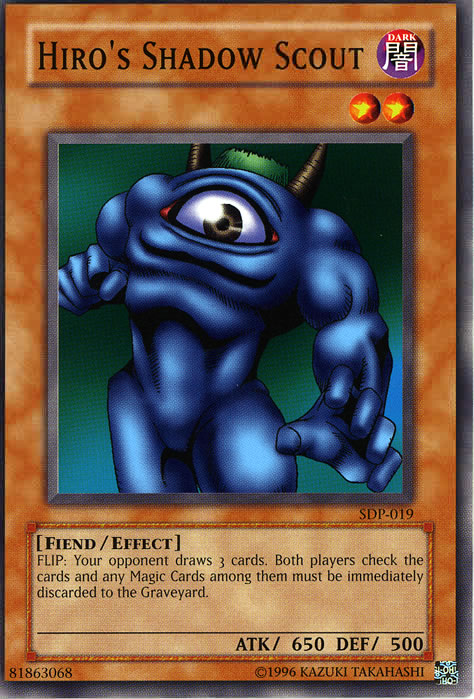 HIRO'S SHADOW SCOUT
DARK
闇
SDP-019
[FIEND/EFFECT]
FLIP: Your opponent draws 3 cards. Both players check the
cards and any Magic Cards among them must be immediately
discarded to the Graveyard.
ATK/ 650 DEF/ 500
81863068
©1996 KAZUKI TAKAHASHI